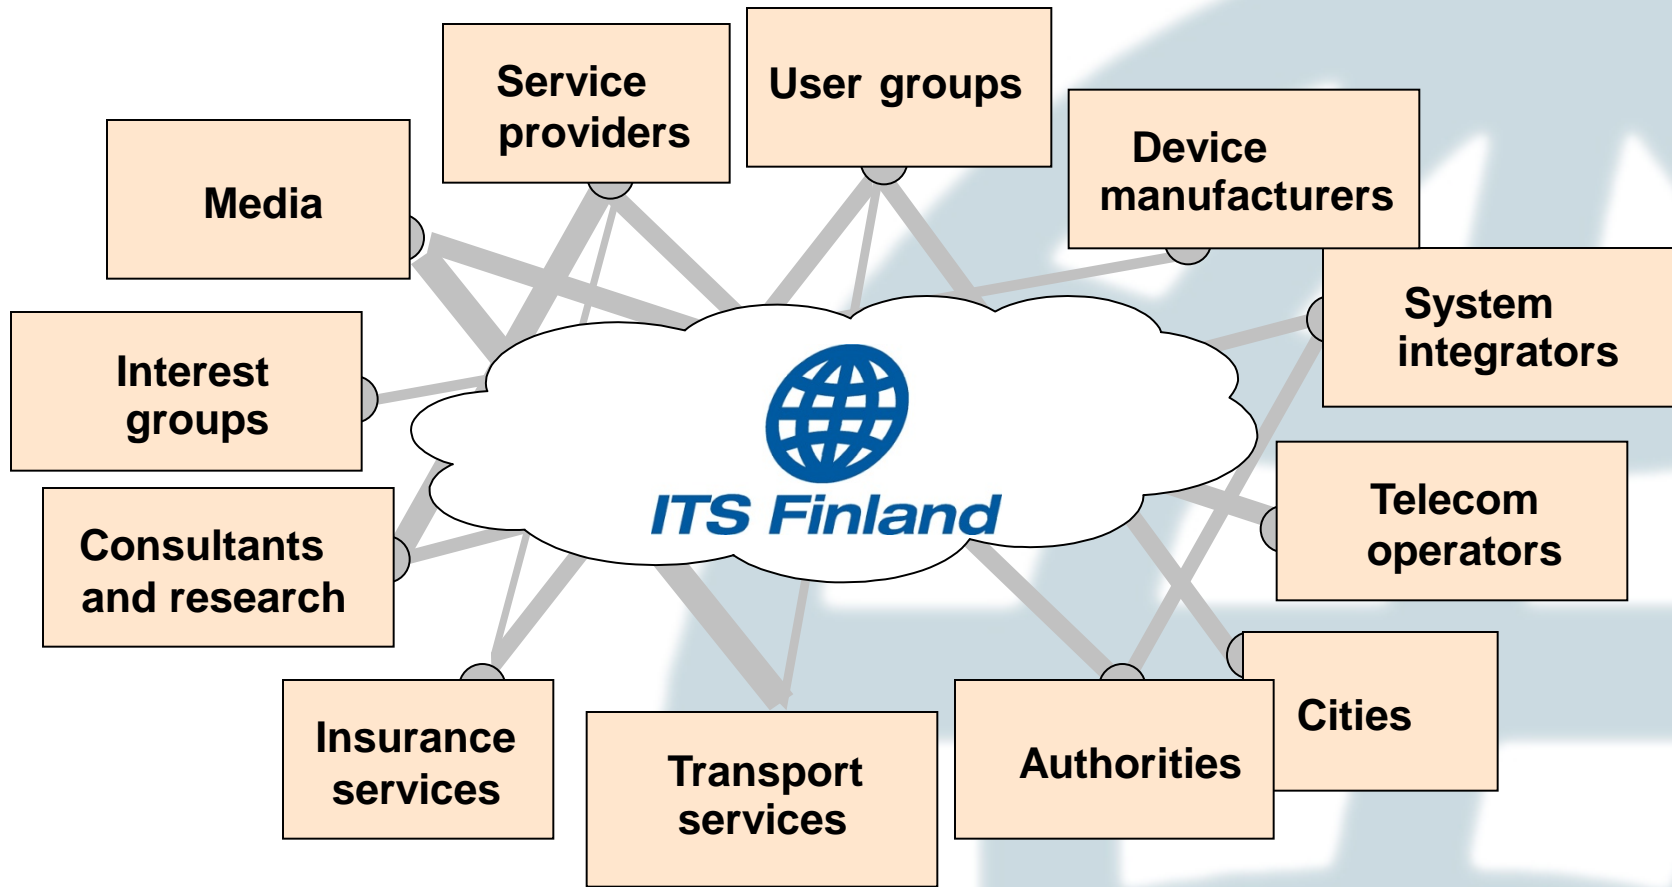 Service
providers
User groups
Device
manufacturers
Media
System
integrators
Interest
groups
ITS Finland
Telecom
operators
Consultants
and research
Cities
Insurance
services
Transport
services
Authorities